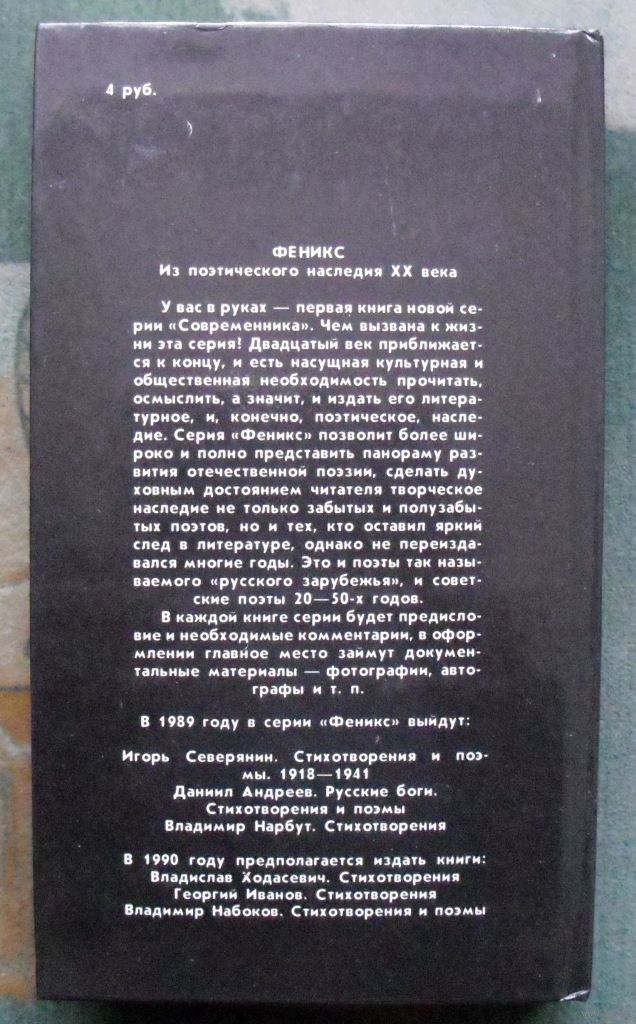 4 руб.
ФЕНИКС
Из поэтического наследия XX века
У вас в руках — первая книга новой се-
рии «Современника». Чем вызвана к жиз-
ни эта серия! Двадцатый век приближает-
ся к концу, и есть насущная культурная и
общественная необходимость прочитать,
осмыслить, а значит, и издать его литера-
турное, и, конечно, поэтическое, насле-
дие. Серия «Феникс» позволит более ши-
роко и полно представить панораму раз-
вития отечественной поэзии, сделать ду-
ховным достоянием читателя творческое
наследие не только забытых и полузабы-
тых поэтов, но и тех, кто оставил яркий
след в литературе, однако не переизда-
вался многие годы. Это и поэты так назы-
ваемого «русского зарубежья», и совет-
ские поэты 20—50-х годов.
В каждой книге серии будет предисло-
вие и необходимые комментарии, в офор-
млении главное место займут докумен-
тальные материалы — фотографии, авто-
графы и т. п.
В 1989 году в серии «Феникс» выйдут:
Игорь Северянин. Стихотворения и поэ-
мы. 1918—1941
Даниил Андреев. Русские боги.
Стихотворения и поэмы
Владимир Нарбут. Стихотворения
В 1990 году предполагается издать книги:
Владислав Ходасевич. Стихотворения
Георгий Иванов. Стихотворения
Владимир Набоков. Стихотворения и поэмы